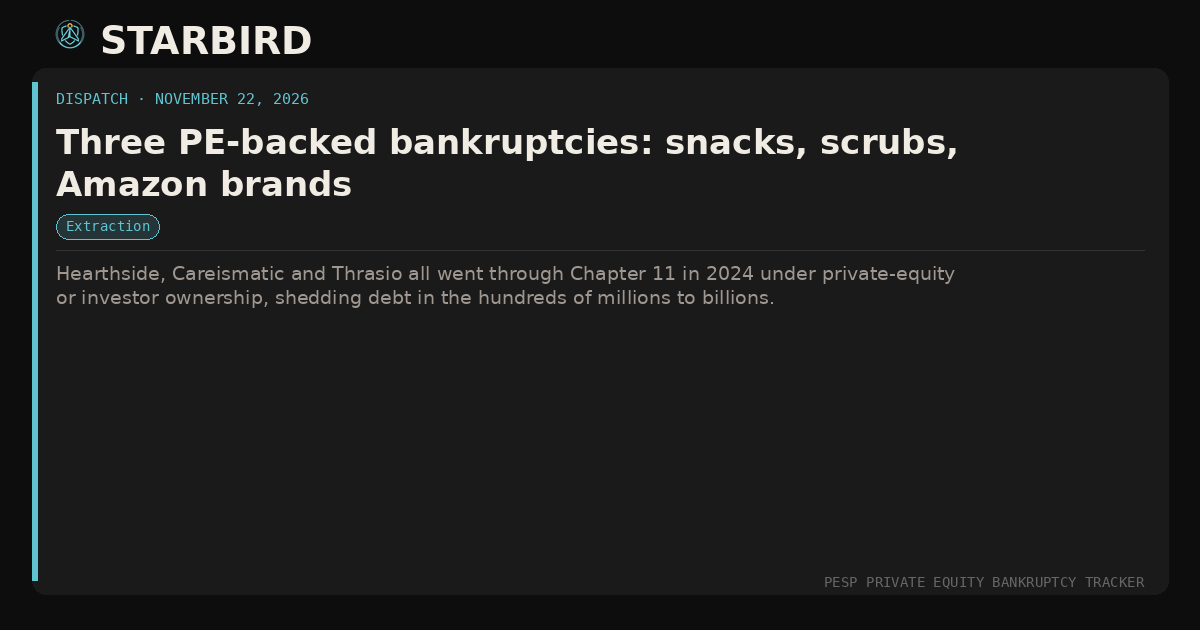 STARBIRD
DISPATCH · NOVEMBER 22, 2026
Three PE-backed bankruptcies: snacks, scrubs,
Amazon brands
Extraction
Hearthside, Careismatic and Thrasio all went through Chapter 11 in 2024 under private-equity
or investor ownership, shedding debt in the hundreds of millions to billions.
PESP PRIVATE EQUITY BANKRUPTCY TRACKER